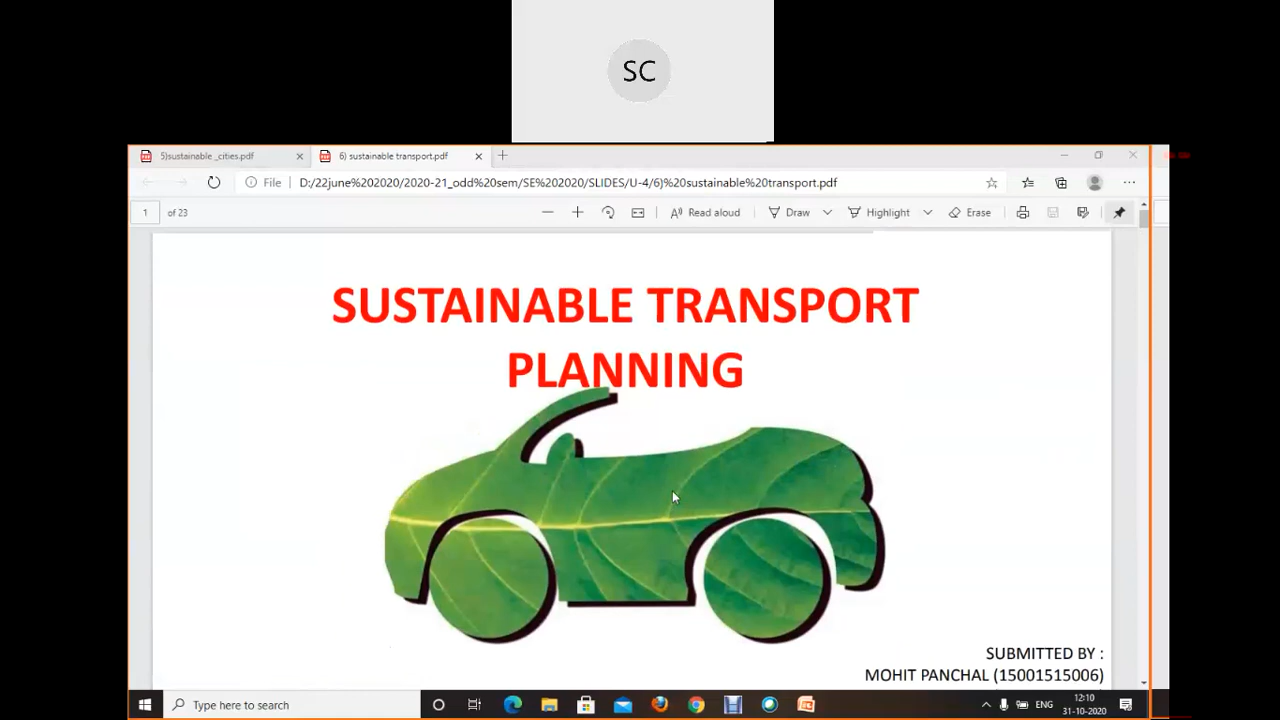 SC
5)sustainable _cities.pdf
6) sustainable transport.pdf
File
D:/22june%202020/2020-21_odd%20sem/SE%202020/SLIDES/U-4/6)%20sustainable%20transport.pdf
1 of 23
Read aloud
Draw
Highlight
Erase
SUSTAINABLE TRANSPORT
PLANNING
SUBMITTED BY :
MOHIT PANCHAL (15001515006)
Type here to search
ENG
12:10
31-10-2020